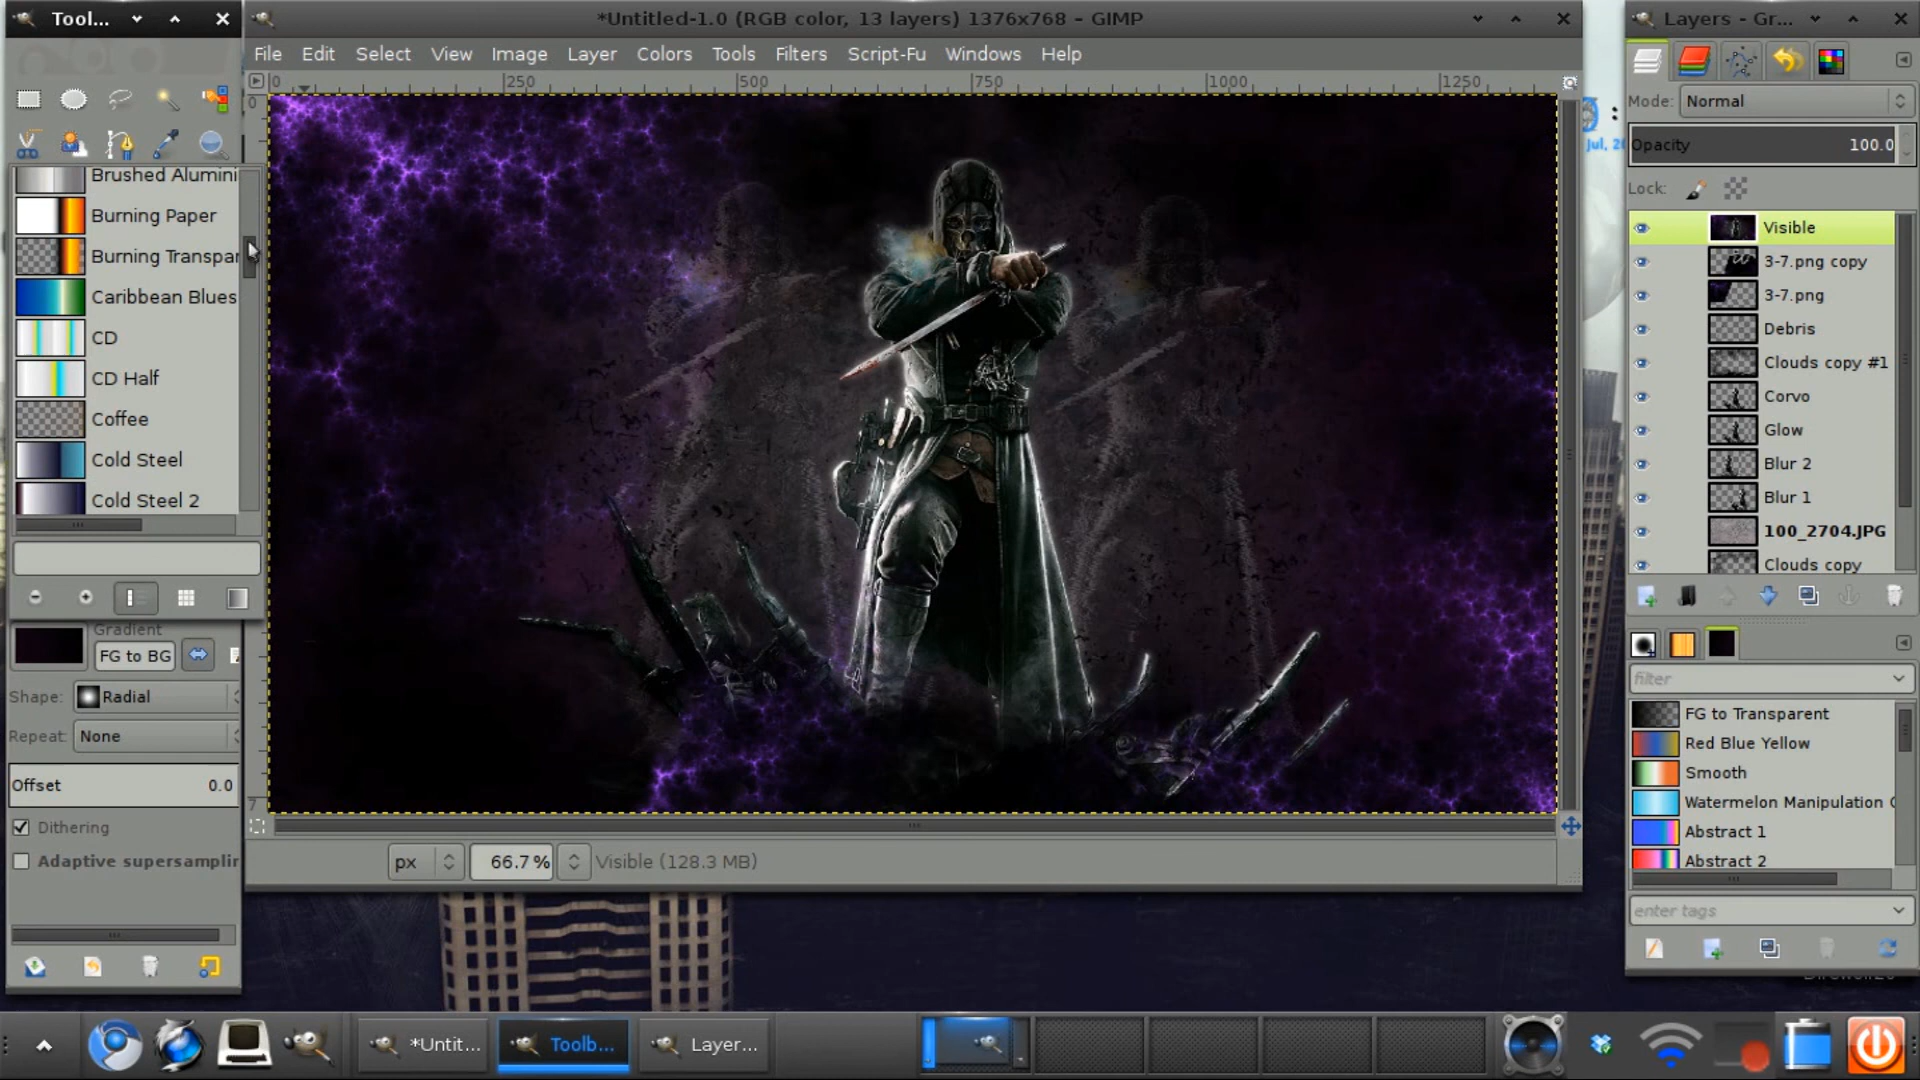 Tool...
*Untitled-1.0 (RGB color, 13 layers) 1376x768 – GIMP
Layers - Gr...
File Edit Select View Layer Image Layer Colors Tools Filters Script-Fu Windows Help
0 250 500 750 1000 1250
0
7
Brushed Alumini
Burning Paper
Burning Transpar
Caribbean Blues
CD
CD Half
Coffee
Cold Steel
Cold Steel 2
Gradient
FG to BG
Shape: Radial
Repeat: None
Offset 0.0
Dithering
Adaptive supersamplin
px 66.7% Visible (128.3 MB)
Mode: Normal
Opacity 100.0
Lock:
Jul, 20
Visible
3-7.png copy
3-7.png
Debris
Clouds copy #1
Corvo
Glow
Blur 2
Blur 1
100_2704.JPG
Clouds copy
filter
FG to Transparent
Red Blue Yellow
Smooth
Watermelon Manipulation
Abstract 1
Abstract 2
enter tags
*Untit...
Toolb...
Layer...